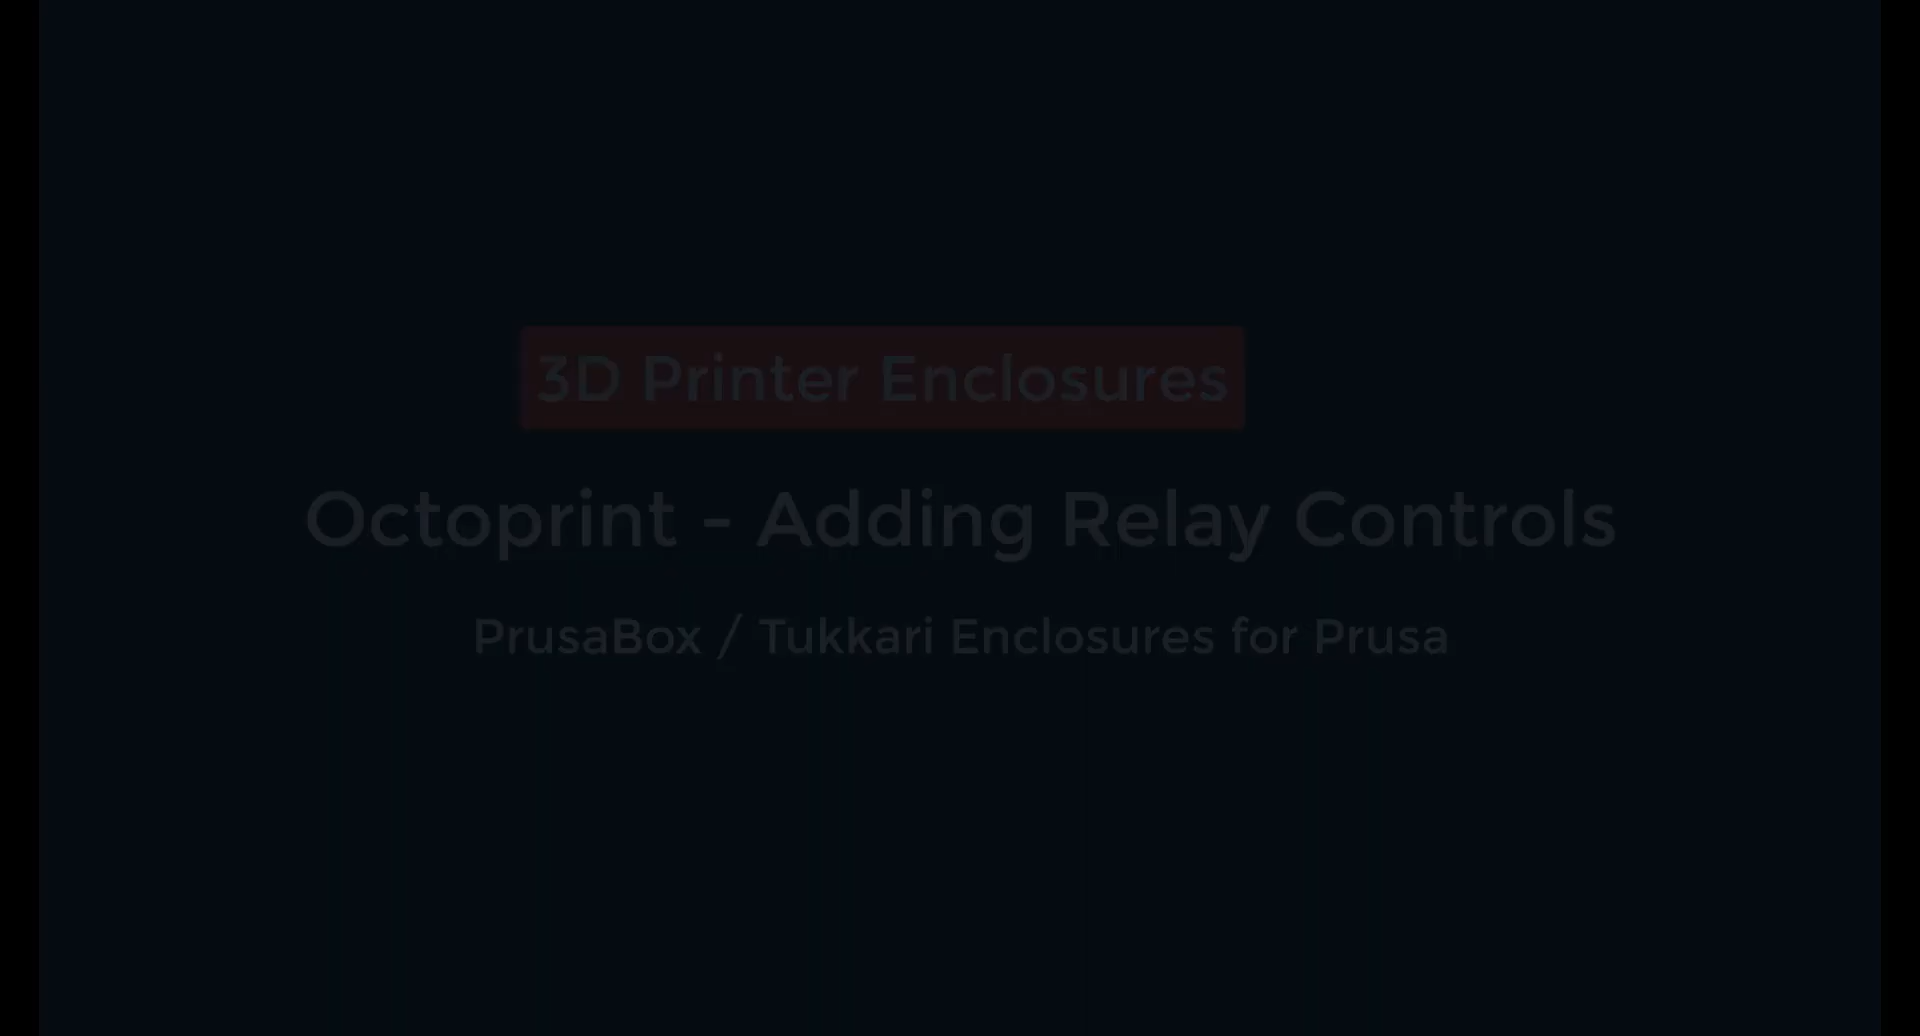 3D Printer Enclosures
Octoprint - Adding Relay Controls
PrusaBox / Tukkari Enclosures for Prusa